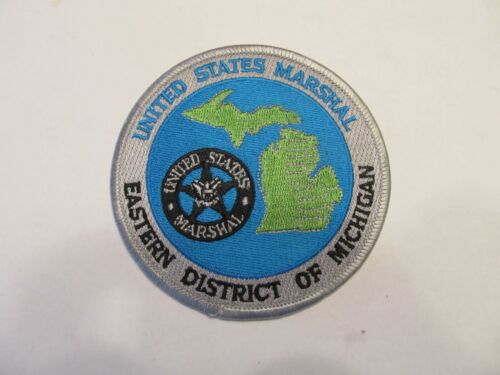 UNITED STATES MARSHAL
UNITED STATES
MARSHAL
EASTERN DISTRICT OF MICHIGAN